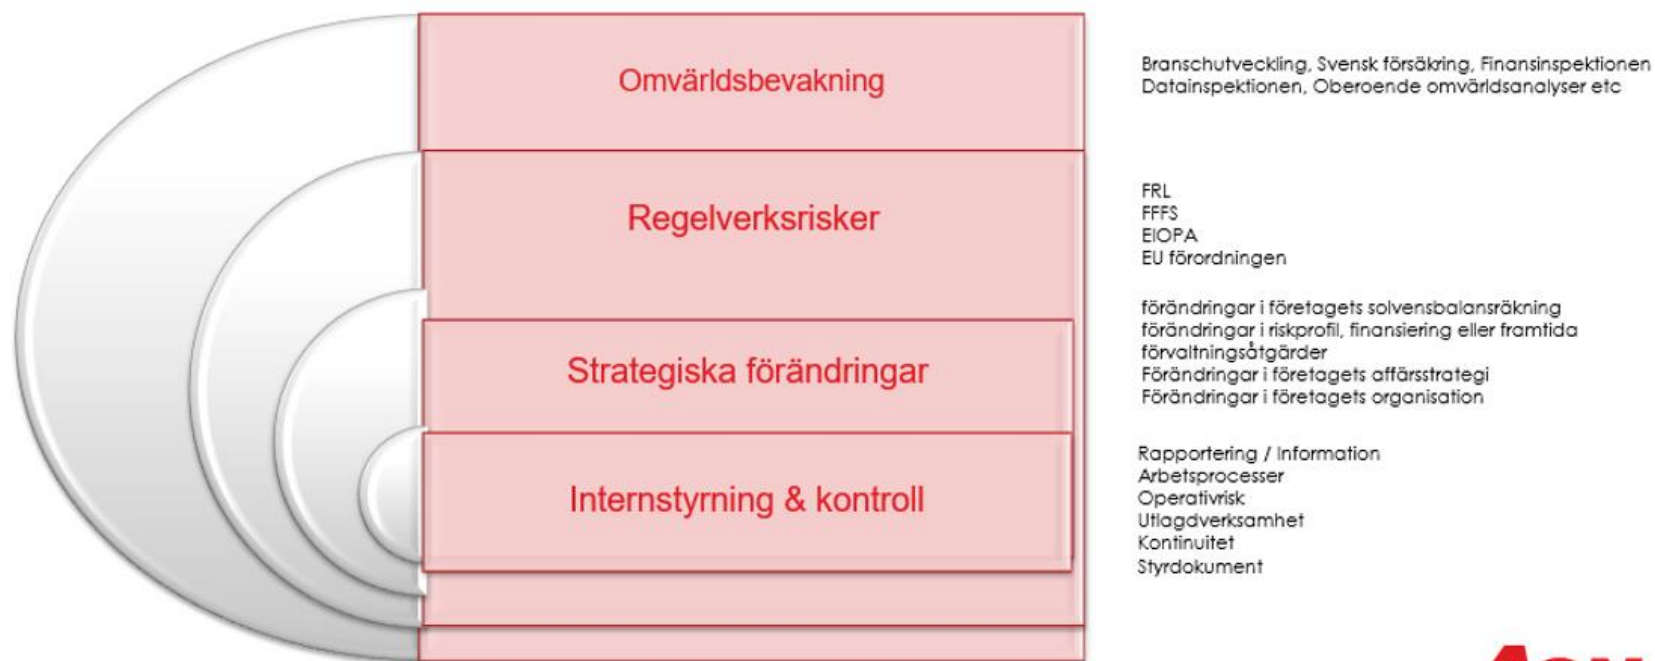 Omvärldsbevakning
Branschutveckling, Svensk försäkring, Finansinspektionen
Datainspektionen, Oberoende omvärldsanalyser etc
Regelverksrisker
FRL
FFFS
EIOPA
EU förordningen
Strategiska förändringar
förändringar i företagets solvensbalansräkning
förändringar i riskprofil, finansiering eller framtida
förvaltningsåtgärder
Förändringar i företagets affärsstrategi
Förändringar i företagets organisation
Internstyrning & kontroll
Rapportering / Information
Arbetsprocesser
Operativrisk
Utlagdverksamhet
Kontinuitet
Styrdokument